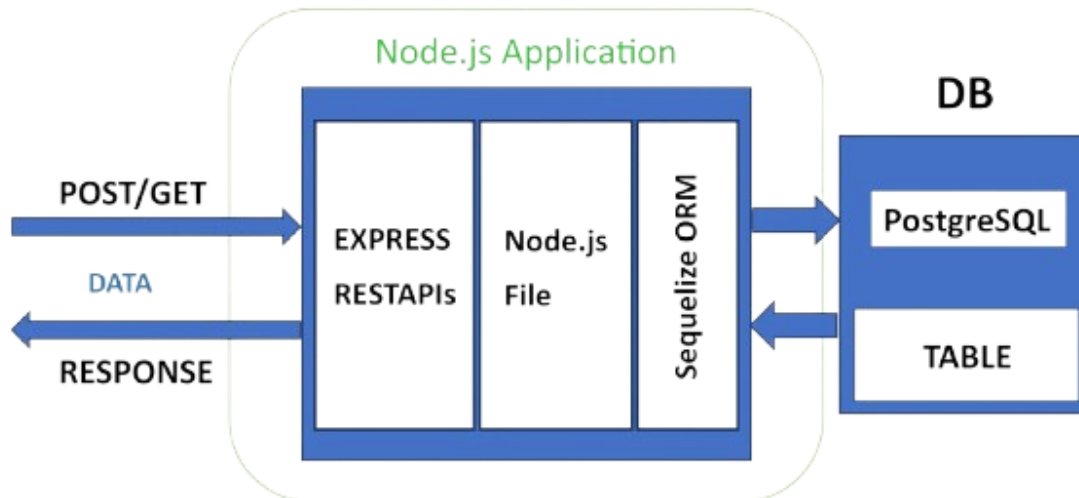 Node.js Application
DB
POST/GET
DATA
RESPONSE
EXPRESS
RESTAPIs
Node.js
File
Sequelize ORM
PostgreSQL
TABLE